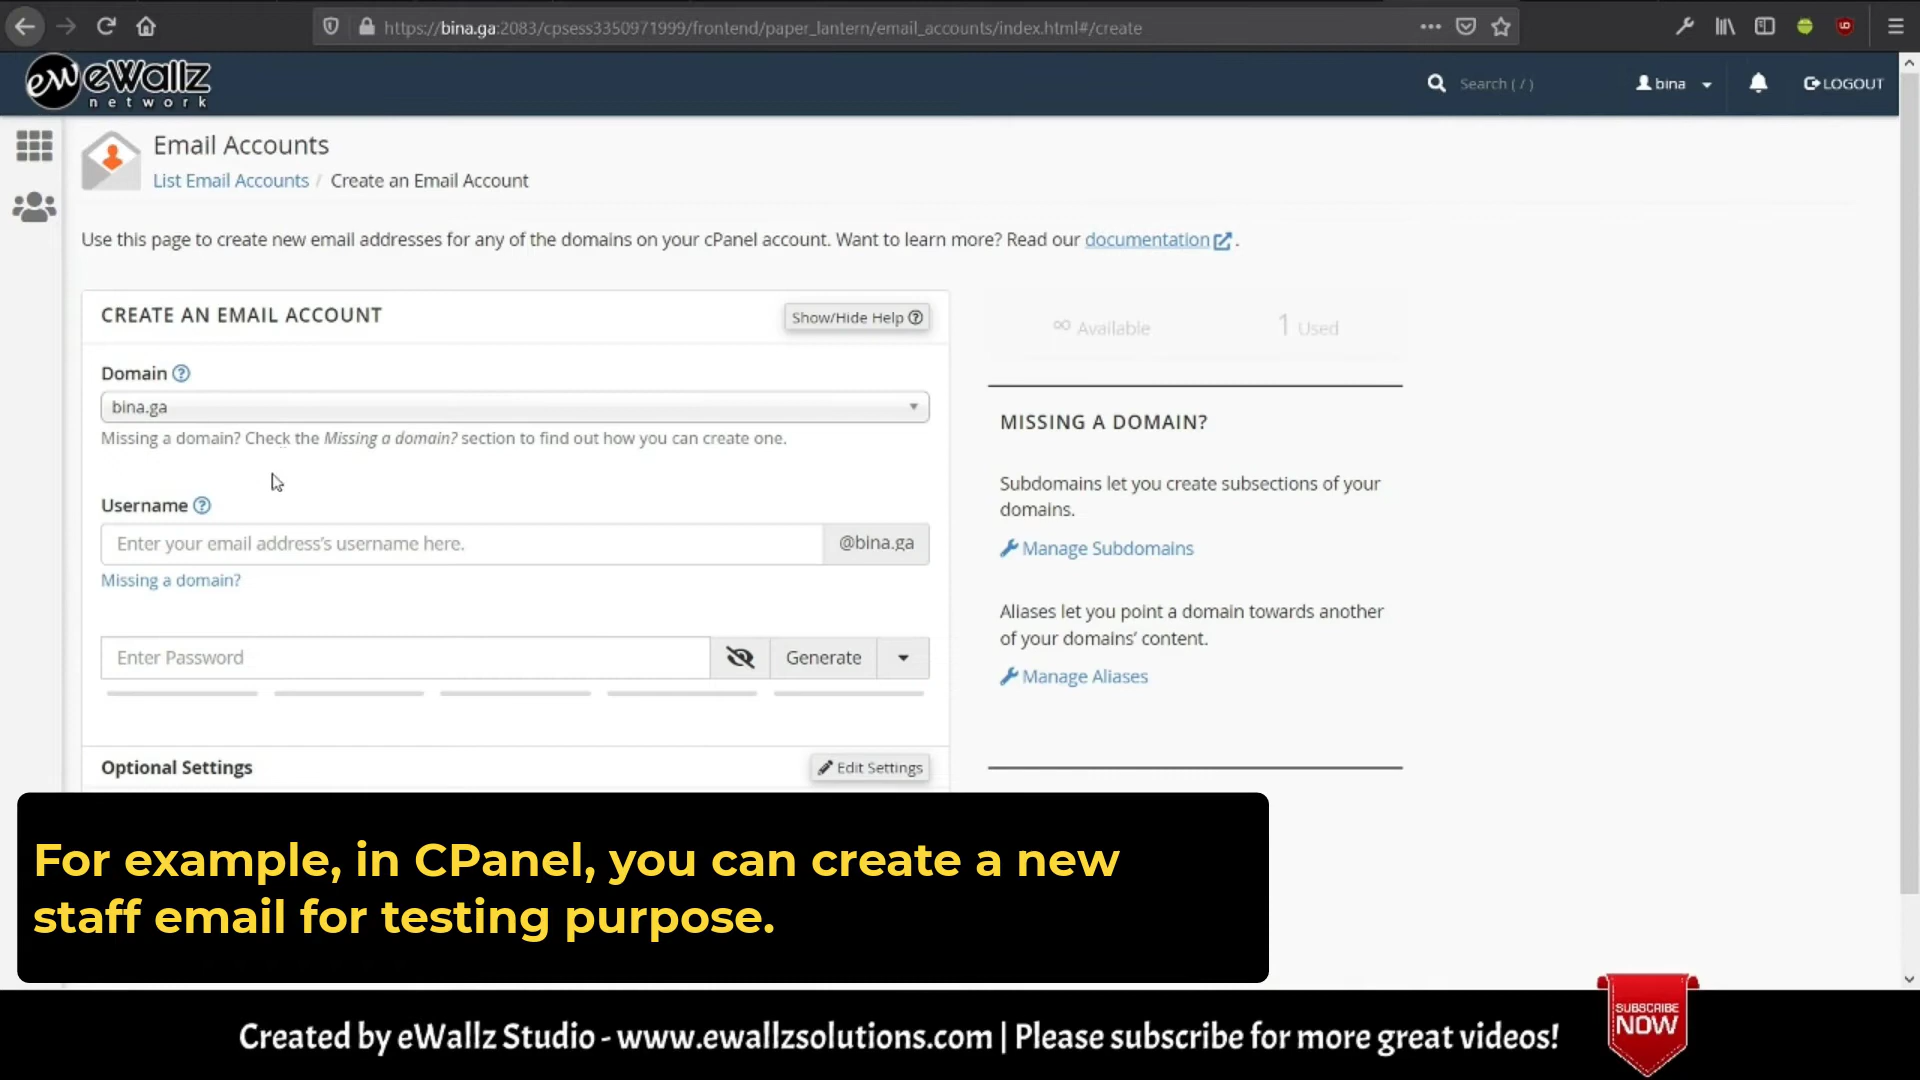 https://bina.ga:2083/cpsess3350971999/frontend/paper_lantern/email_accounts/index.html#/create
ew eWallz
network
Search ( / )
bina
LOGOUT
Email Accounts
List Email Accounts / Create an Email Account
Use this page to create new email addresses for any of the domains on your cPanel account. Want to learn more? Read our documentation .
CREATE AN EMAIL ACCOUNT
Show/Hide Help
∞ Available
1 Used
Domain
bina.ga
Missing a domain? Check the Missing a domain? section to find out how you can create one.
MISSING A DOMAIN?
Subdomains let you create subsections of your
domains.
Manage Subdomains
Username
Enter your email address's username here.
@bina.ga
Missing a domain?
Aliases let you point a domain towards another
of your domains' content.
Manage Aliases
Enter Password
Generate
Optional Settings
Edit Settings
For example, in CPanel, you can create a new
staff email for testing purpose.
Created by eWallz Studio - www.ewallzsolutions.com | Please subscribe for more great videos!
SUBSCRIBE
NOW